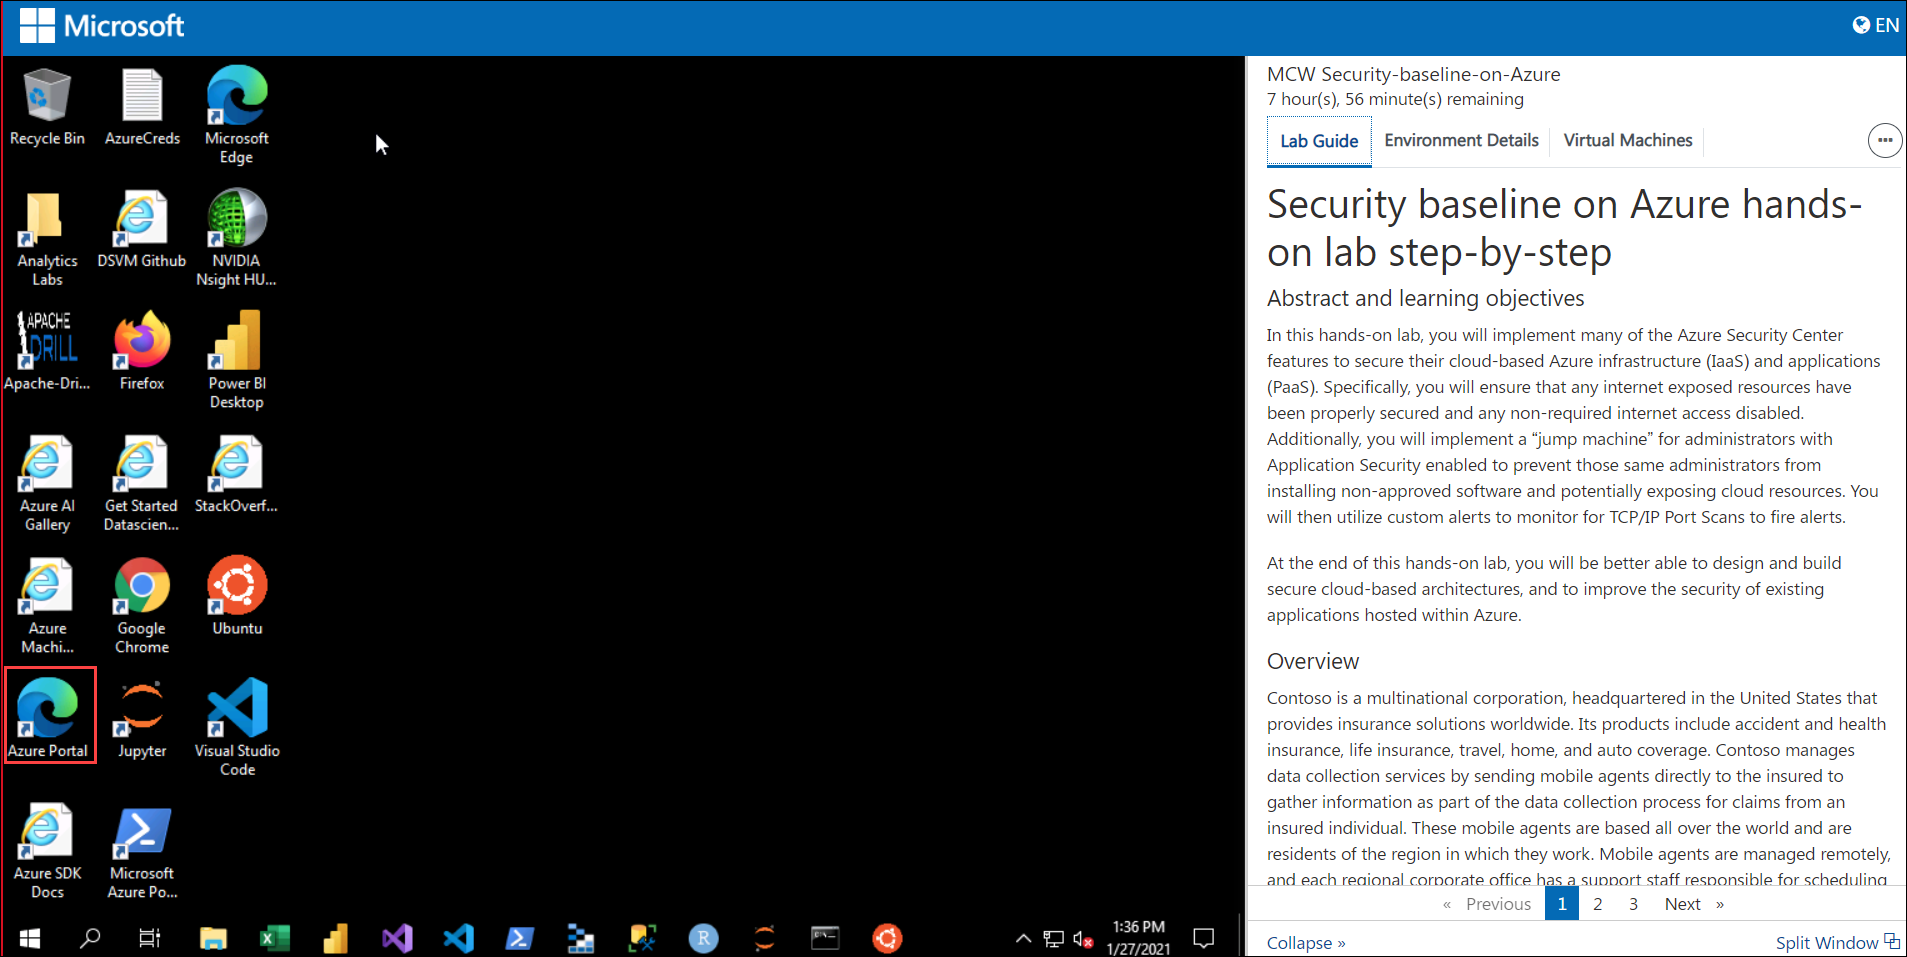 Microsoft
EN
Recycle Bin
AzureCreds
Microsoft
Edge
Analytics
Labs
DSVM Github
NVIDIA
Nsight HU...
APACHE
DRILL
Apache-Dri...
Firefox
Power BI
Desktop
Azure AI
Gallery
Get Started
Datascien...
StackOverf...
Azure
Machi...
Google
Chrome
Ubuntu
Azure Portal
Jupyter
Visual Studio
Code
Azure SDK
Docs
Microsoft
Azure Po...
1:36 PM
1/27/2021
MCW Security-baseline-on-Azure
7 hour(s), 56 minute(s) remaining
Lab Guide
Environment Details
Virtual Machines
Security baseline on Azure hands-
on lab step-by-step
Abstract and learning objectives
In this hands-on lab, you will implement many of the Azure Security Center
features to secure their cloud-based Azure infrastructure (IaaS) and applications
(PaaS). Specifically, you will ensure that any internet exposed resources have
been properly secured and any non-required internet access disabled.
Additionally, you will implement a “jump machine” for administrators with
Application Security enabled to prevent those same administrators from
installing non-approved software and potentially exposing cloud resources. You
will then utilize custom alerts to monitor for TCP/IP Port Scans to fire alerts.
At the end of this hands-on lab, you will be better able to design and build
secure cloud-based architectures, and to improve the security of existing
applications hosted within Azure.
Overview
Contoso is a multinational corporation, headquartered in the United States that
provides insurance solutions worldwide. Its products include accident and health
insurance, life insurance, travel, home, and auto coverage. Contoso manages
data collection services by sending mobile agents directly to the insured to
gather information as part of the data collection process for claims from an
insured individual. These mobile agents are based all over the world and are
residents of the region in which they work. Mobile agents are managed remotely,
and each regional corporate office has a support staff responsible for scheduling
« Previous 1 2 3 Next »
Collapse »
Split Window